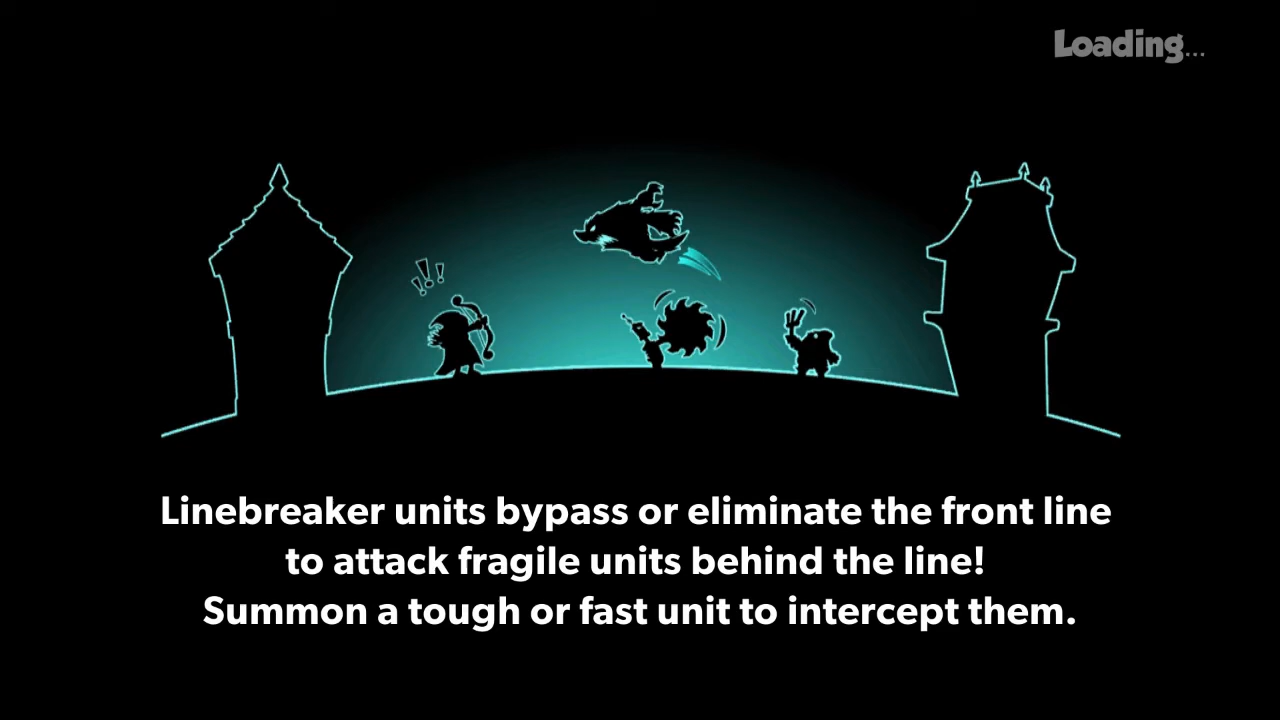 Loading...
!!!
Linebreaker units bypass or eliminate the front line
to attack fragile units behind the line!
Summon a tough or fast unit to intercept them.